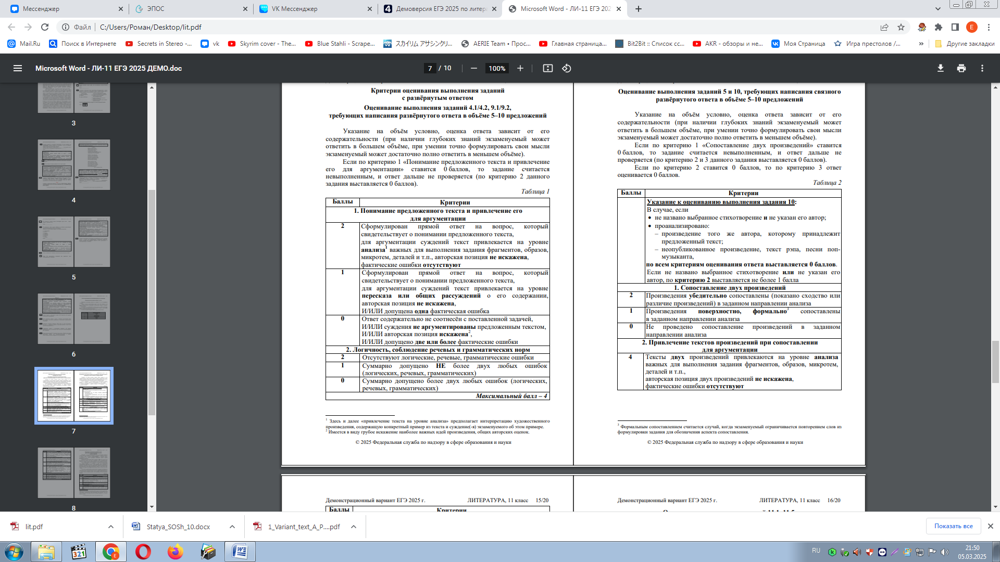 Мессенджер
ЭПОС
VK Мессенджер
Демоверсия ЕГЭ 2025 по литера
Microsoft Word - ЛИ-11 ЕГЭ 202
Файл
C:/Users/Роман/Desktop/lit.pdf
E
Mail.Ru
Поиск в Интернете
Secrets in Stereo -...
vk
Skyrim cover - The...
Blue Stahli - Scrape...
スカイリム アサシンクリ...
AERIE Team • Прос...
Главная страница...
Bit2Bit :: Список сс...
AKR - обзоры и не...
Моя Страница
Игра престолов /...
»
Другие закладки
Microsoft Word - ЛИ-11 ЕГЭ 2025 ДЕМО.doc
7 / 10
100%
3
4
5
6
7
8
Критерии оценивания выполнения заданий
с развёрнутым ответом
Оценивание выполнения заданий 4.1/4.2, 9.1/9.2,
требующих написания развёрнутого ответа в объёме 5–10 предложений
Указание на объём условно, оценка ответа зависит от его
содержательности (при наличии глубоких знаний экзаменуемый может
ответить в большем объёме, при умении точно формулировать свои мысли
экзаменуемый может достаточно полно ответить в меньшем объёме).
Если по критерию 1 «Понимание предложенного текста и привлечение
его для аргументации» ставится 0 баллов, то задание считается
невыполненным, и ответ дальше не проверяется (по критерию 2 данного
задания выставляется 0 баллов).
Таблица 1
Баллы Критерии
1. Понимание предложенного текста и привлечение его
для аргументации
2 Сформулирован прямой ответ на вопрос, который
свидетельствует о понимании предложенного текста,
для аргументации суждений текст привлекается на уровне
анализа1 важных для выполнения задания фрагментов, образов,
микротем, деталей и т.п., авторская позиция не искажена,
фактические ошибки отсутствуют
1 Сформулирован прямой ответ на вопрос, который
свидетельствует о понимании предложенного текста,
для аргументации суждений текст привлекается на уровне
пересказа или общих рассуждений о его содержании,
авторская позиция не искажена,
И/ИЛИ допущена одна фактическая ошибка
0 Ответ содержательно не соотнесён с поставленной задачей,
И/ИЛИ суждения не аргументированы предложенным текстом,
И/ИЛИ авторская позиция искажена2,
И/ИЛИ допущено две или более фактические ошибки
2. Логичность, соблюдение речевых и грамматических норм
2 Отсутствуют логические, речевые, грамматические ошибки
1 Суммарно допущено НЕ более двух любых ошибок
(логических, речевых, грамматических)
0 Суммарно допущено более двух любых ошибок (логических,
речевых, грамматических)
Максимальный балл – 4
1 Здесь и далее «привлечение текста на уровне анализа» предполагает интерпретацию художественного
произведения, содержащую конкретный пример из текста и суждение(-я) экзаменуемого об этом примере.
2 Имеется в виду грубое искажение наиболее важных идей произведения, общих авторских оценок.
© 2025 Федеральная служба по надзору в сфере образования и науки
Оценивание выполнения заданий 5 и 10, требующих написания связного
развёрнутого ответа в объёме 5–10 предложений
Указание на объём условно, оценка ответа зависит от его
содержательности (при наличии глубоких знаний экзаменуемый может
ответить в большем объёме, при умении точно формулировать свои мысли
экзаменуемый может достаточно полно ответить в меньшем объёме).
Если по критерию 1 «Сопоставление двух произведений» ставится
0 баллов, то задание считается невыполненным, и ответ дальше не
проверяется (по критерию 2 и 3 данного задания выставляется 0 баллов).
Если по критерию 2 ставится 0 баллов, то по критерию 3 ответ
оценивается 0 баллов.
Таблица 2
Баллы Критерии
Указание к оцениванию выполнения задания 10:
В случае, если
• не названо выбранное стихотворение и не указан его автор;
• проанализировано:
– произведение того же автора, которому принадлежит
предложенный текст;
– неопубликованное произведение, текст рэпа, песни поп-
музыканта,
по всем критериям оценивания ответа выставляется 0 баллов.
Если не названо выбранное стихотворение или не указан его
автор, по критерию 2 выставляется не более 1 балла
1. Сопоставление двух произведений
2 Произведения убедительно сопоставлены (показано сходство или
различие произведений) в заданном направлении анализа
1 Произведения поверхностно, формально3 сопоставлены
в заданном направлении анализа
0 Не проведено сопоставление произведений в заданном
направлении анализа
2. Привлечение текстов произведений при сопоставлении
для аргументации
4 Тексты двух произведений привлекаются на уровне анализа
важных для выполнения задания фрагментов, образов, микротем,
деталей и т.п.,
авторская позиция двух произведений не искажена,
фактические ошибки отсутствуют
3 Формальным сопоставлением считается случай, когда экзаменуемый ограничивается повторением слов из
формулировки задания для обозначения аспекта сопоставления.
© 2025 Федеральная служба по надзору в сфере образования и науки
Демонстрационный вариант ЕГЭ 2025 г. ЛИТЕРАТУРА, 11 класс 15/20
Баллы Критерии
Демонстрационный вариант ЕГЭ 2025 г. ЛИТЕРАТУРА, 11 класс 16/20
lit.pdf
Statya_SOSh_10.docx
1_Variant_text_A_P....pdf
Показать все
321
RU
21:50
05.03.2025